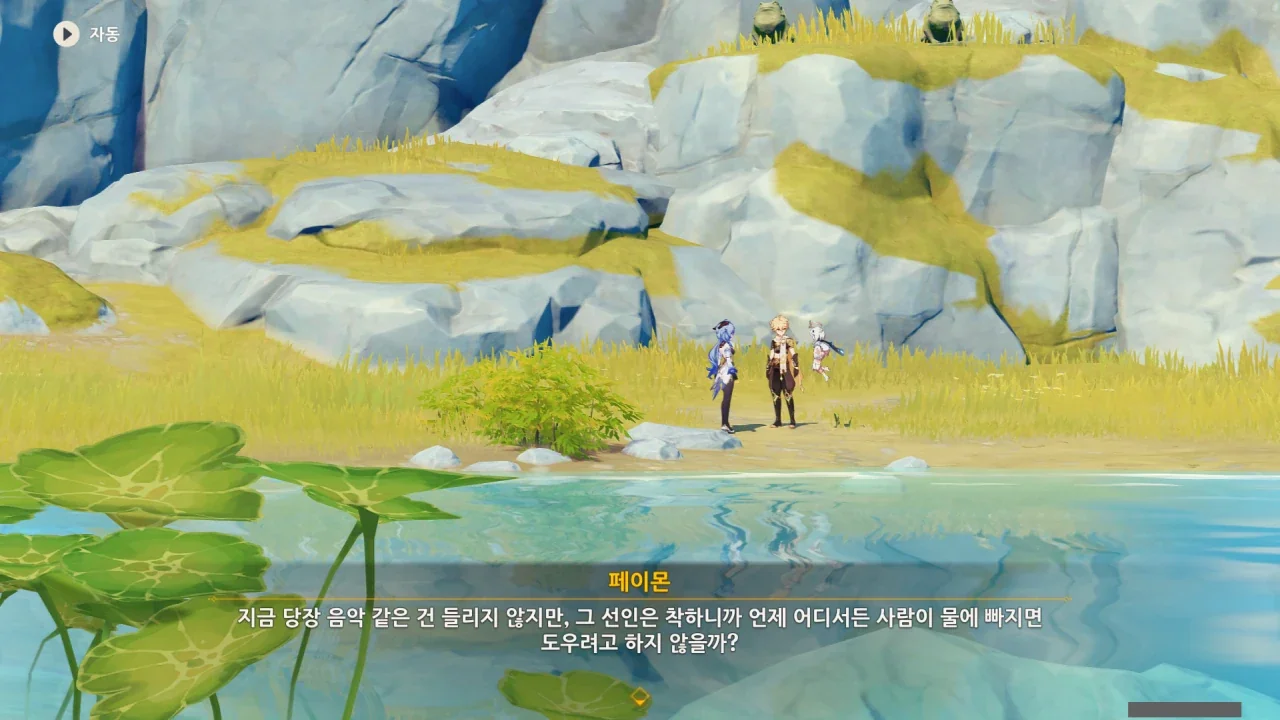 자동
페이몬
지금 당장 음악 같은 건 들리지 않지만, 그 선인은 착하니까 언제 어디서든 사람이 물에 빠지면
도우려고 하지 않을까?